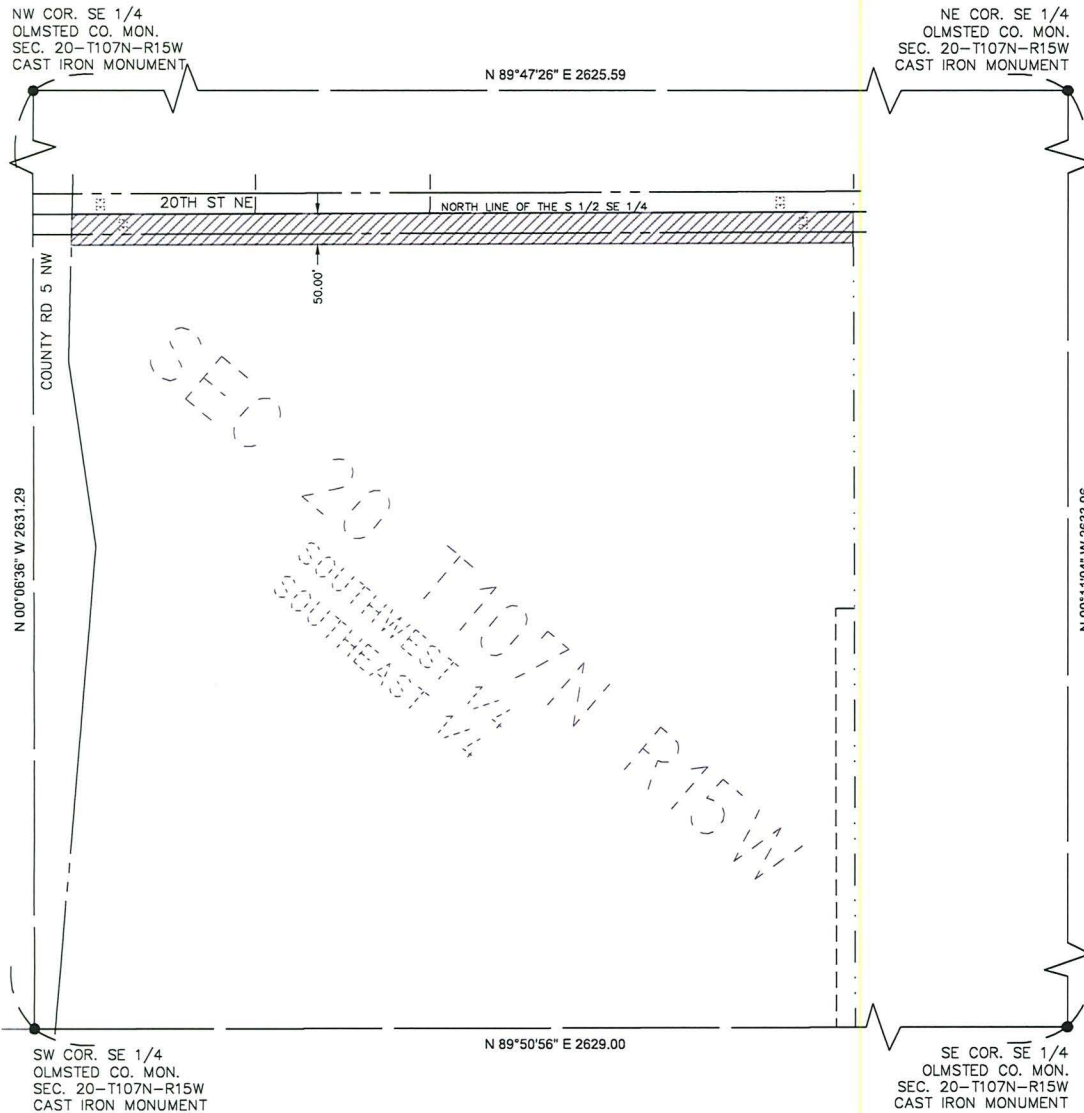 NW COR. SE 1/4
OLMSTED CO. MON.
SEC. 20-T107N-R15W
CAST IRON MONUMENT
NE COR. SE 1/4
OLMSTED CO. MON.
SEC. 20-T107N-R15W
CAST IRON MONUMENT
N 89°47'26" E 2625.59
20TH ST NE
NORTH LINE OF THE S 1/2 SE 1/4
50.00'
COUNTY RD 5 NW
N 00°06'36" W 2631.29
SEC 20 T107N R15W
SOUTHWEST 1/4
SOUTHEAST 1/4
N 89°50'56" E 2629.00
SW COR. SE 1/4
OLMSTED CO. MON.
SEC. 20-T107N-R15W
CAST IRON MONUMENT
SE COR. SE 1/4
OLMSTED CO. MON.
SEC. 20-T107N-R15W
CAST IRON MONUMENT